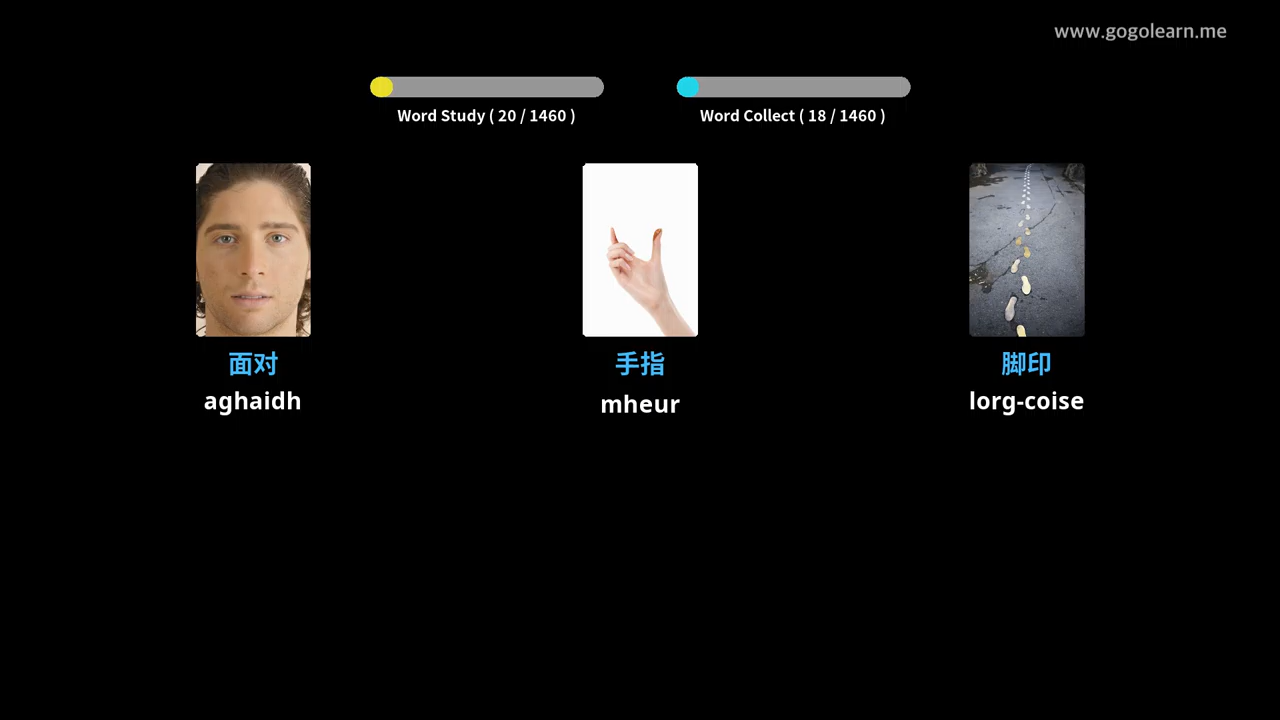 www.gogolearn.me
Word Study ( 20 / 1460 )
Word Collect ( 18 / 1460 )
面对
手指
脚印
aghaidh
mheur
lorg-coise